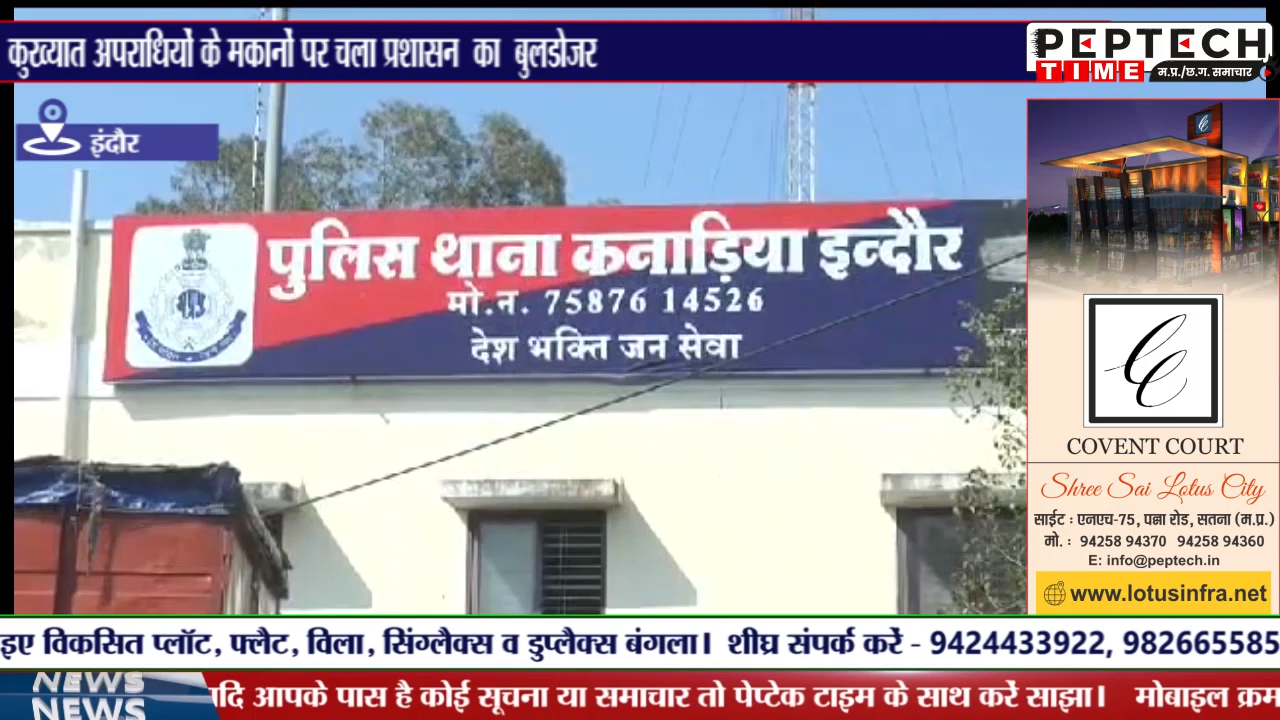 कुख्यात अपराधियों के मकानों पर चला प्रशासन का बुलडोजर
PEPTECH
TIME म.प्र./छ.ग. समाचार
इंदौर
पुलिस थाना कनाड़िया इन्दौर
मो.न. 75876 14526
देश भक्ति जन सेवा
COVENT COURT
Shree Sai Lotus City
साईट : एनएच-75, पन्ना रोड, सतना (म.प्र.)
मो. : 94258 94370 94258 94360
E: info@peptech.in
www.lotusinfra.net
इए विकसित प्लॉट, फ्लैट, विला, सिंग्लैक्स व डुप्लैक्स बंगला। शीघ्र संपर्क करें - 9424433922, 982665585
NEWS
NEWS
दि आपके पास है कोई सूचना या समाचार तो पेप्टेक टाइम के साथ करें साझा। मोबाइल क्रम